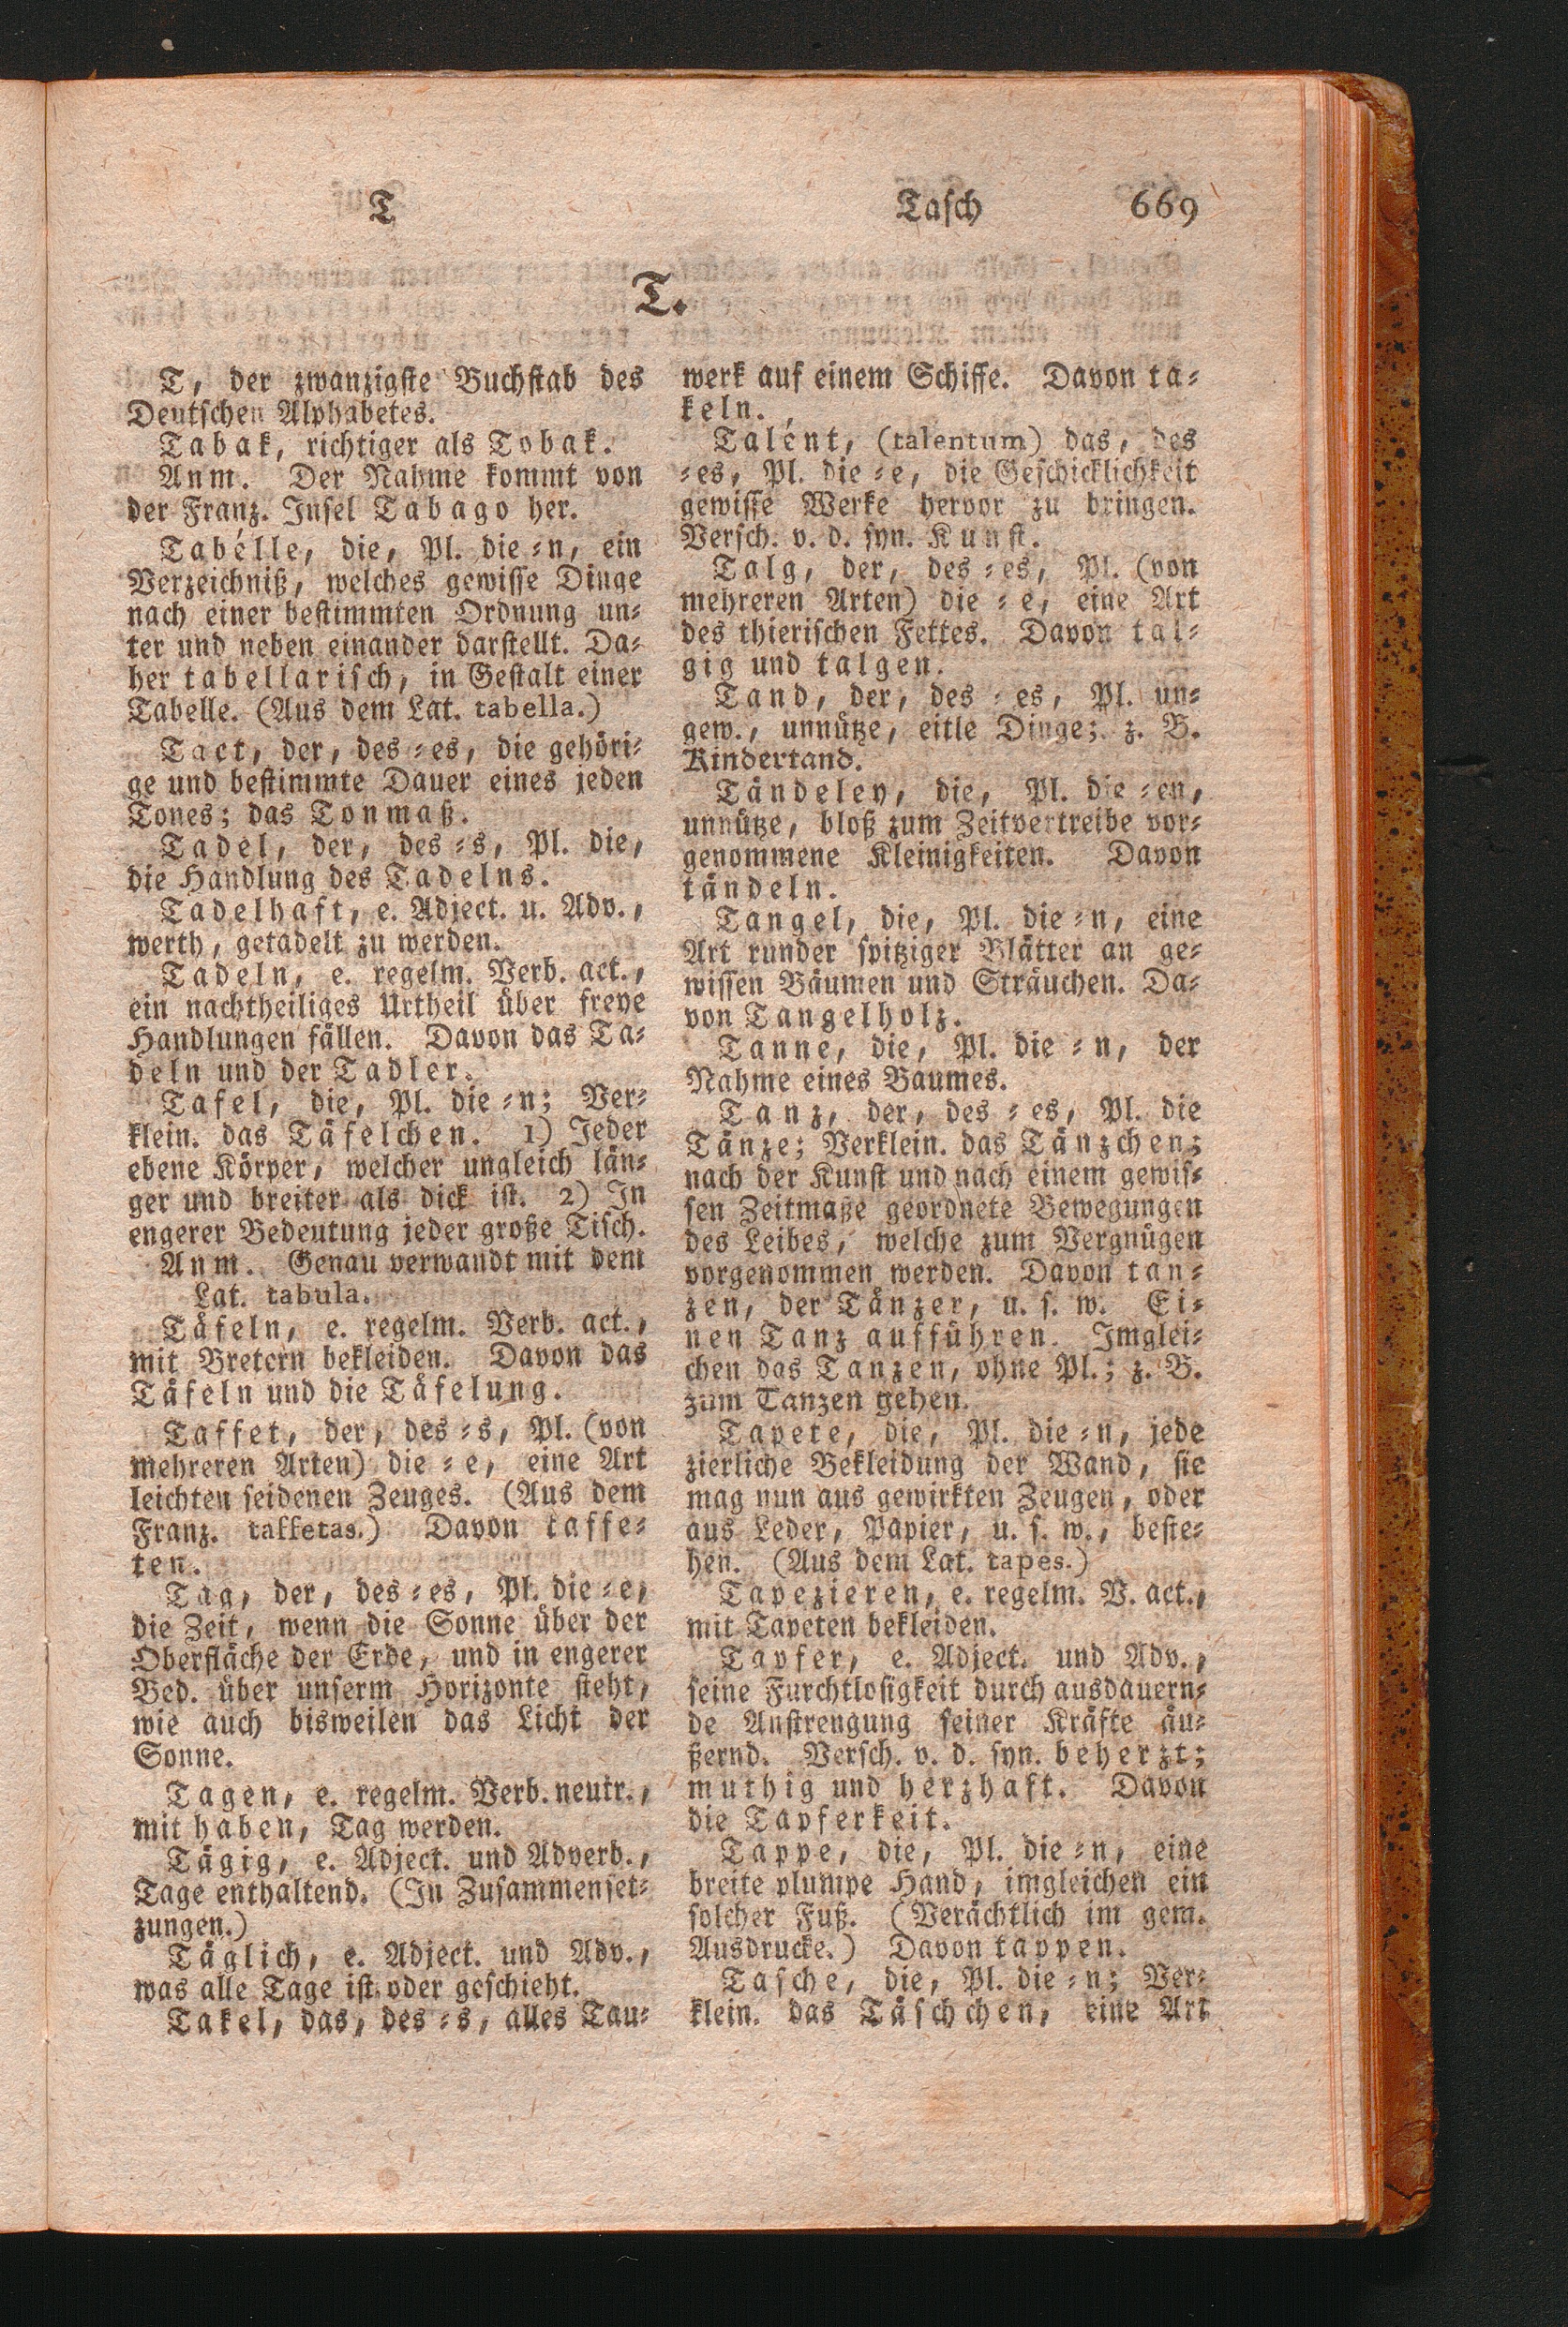 T
Tasch 669
T.
T, der zwanzigste Buchstab des
Deutschen Alphabetes.
Tabak, richtiger als Tobak.
Anm. Der Nahme kommt von
der Franz. Insel Tabago her.
Tabélle, die, Pl. die-n, ein
Verzeichniß, welches gewisse Dinge
nach einer bestimmten Ordnung un-
ter und neben einander darstellt. Da-
her tabellarisch, in Gestalt einer
Tabelle. (Aus dem Lat. tabella.)
Tact, der, des-es, die gehöri-
ge und bestimmte Dauer eines jeden
Tones; das Tonmaß.
Tadel, der, des-s, Pl. die,
die Handlung des Tadelns.
Tadelhaft, e. Adject. u. Adv.,
werth, getadelt zu werden.
Tadeln, e. regelm. Verb. act.,
ein nachtheiliges Urtheil über freye
Handlungen fällen. Davon das Ta-
deln und der Tadler.
Tafel, die, Pl. die-n; Ver-
klein. das Täfelchen. 1) Jeder
ebene Körper, welcher ungleich län-
ger und breiter als dick ist. 2) In
engerer Bedeutung jeder große Tisch.
Anm. Genau verwandt mit dem
Lat. tabula.
Täfeln, e. regelm. Verb. act.,
mit Bretern bekleiden. Davon das
Täfeln und die Täfelung.
Taffet, der, des-s, Pl. (von
mehreren Arten) die-e, eine Art
leichten seidenen Zeuges. (Aus dem
Franz. taffetas.) Davon taffe-
ten.
Tag, der, des-es, Pl. die-e,
die Zeit, wenn die Sonne über der
Oberfläche der Erde, und in engerer
Bed. über unserm Horizonte steht,
wie auch bisweilen das Licht der
Sonne.
Tagen, e. regelm. Verb. neutr.,
mit haben, Tag werden.
Tägig, e. Adject. und Adverb.,
Tage enthaltend. (In Zusammenset-
zungen.)
Täglich, e. Adject. und Adv.,
was alle Tage ist oder geschieht.
Takel, das, des-s, alles Tau-
werk auf einem Schiffe. Davon ta-
keln.
Talént, (talentum) das, des
-es, Pl. die-e, die Geschicklichkeit
gewisse Werke hervor zu bringen.
Versch. v. d. syn. Kunst.
Talg, der, des-es, Pl. (von
mehreren Arten) die-e, eine Art
des thierischen Fettes. Davon tal-
gig und talgen.
Tand, der, des-es, Pl. un-
gew., unnütze, eitle Dinge; z. B.
Kindertand.
Tändeley, die, Pl. die-en,
unnütze, bloß zum Zeitvertreibe vor-
genommene Kleinigkeiten. Davon
tändeln.
Tangel, die, Pl. die-n, eine
Art runder spitziger Blätter an ge-
wissen Bäumen und Sträuchen. Da-
von Tangelholz.
Tanne, die, Pl. die-n, der
Nahme eines Baumes.
Tanz, der, des-es, Pl. die
Tänze; Verklein. das Tänzchen;
nach der Kunst und nach einem gewis-
sen Zeitmaße geordnete Bewegungen
des Leibes, welche zum Vergnügen
vorgenommen werden. Davon tan-
zen, der Tänzer, u. s. w. Ei-
nen Tanz aufführen. Imglei-
chen das Tanzen, ohne Pl.; z. B.
zum Tanzen gehen.
Tapete, die, Pl. die-n, jede
zierliche Bekleidung der Wand, sie
mag nun aus gewirkten Zeugen, oder
aus Leder, Papier, u. s. w., beste-
hen. (Aus dem Lat. tapes.)
Tapezieren, e. regelm. V. act.,
mit Tapeten bekleiden.
Tapfer, e. Adject. und Adv.,
seine Furchtlosigkeit durch ausdauern-
de Anstrengung seiner Kräfte äu-
ßernd. Versch. v. d. syn. beherzt;
muthig und herzhaft. Davon
die Tapferkeit.
Tappe, die, Pl. die-n, eine
breite plumpe Hand, imgleichen ein
solcher Fuß. (Verächtlich im gem.
Ausdrucke.) Davon tappen.
Tasche, die, Pl. die-n; Ver-
klein. das Täschchen, eine Art